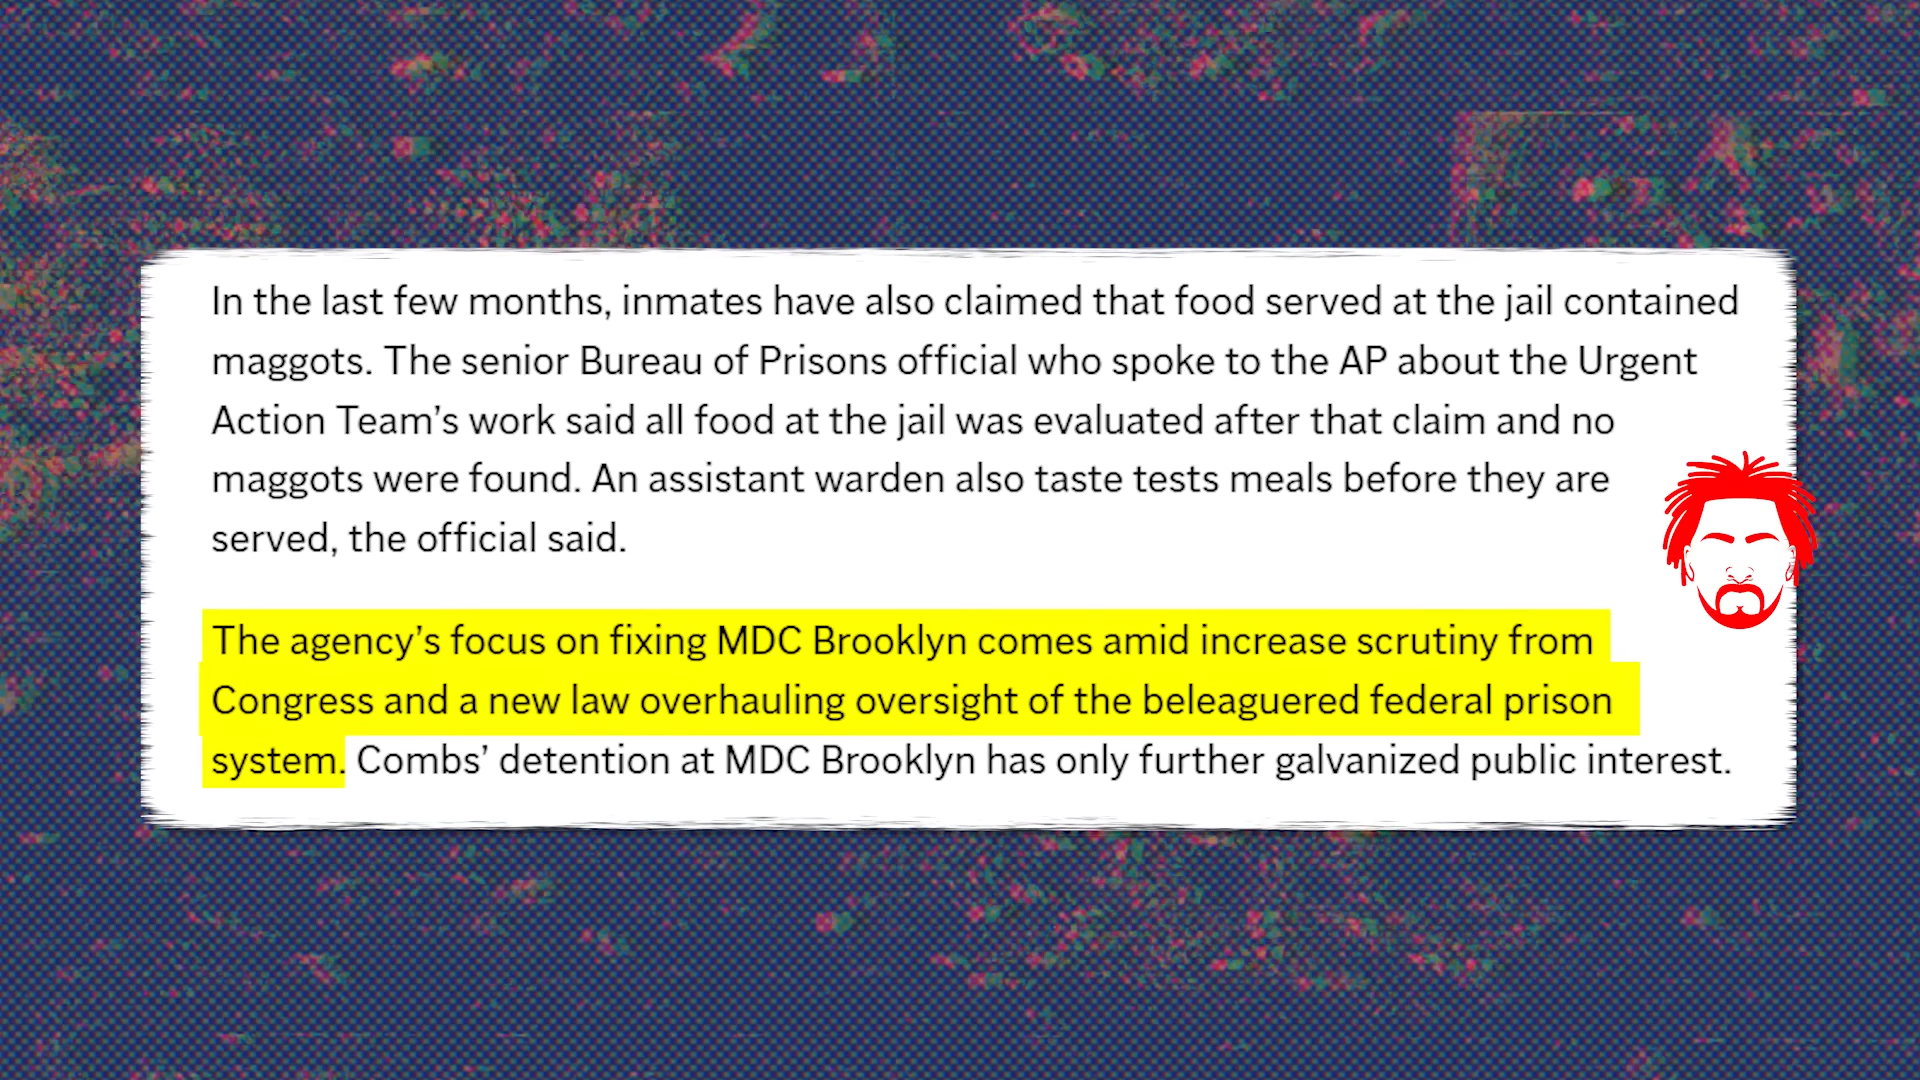 In the last few months, inmates have also claimed that food served at the jail contained
maggots. The senior Bureau of Prisons official who spoke to the AP about the Urgent
Action Team’s work said all food at the jail was evaluated after that claim and no
maggots were found. An assistant warden also taste tests meals before they are
served, the official said.
The agency’s focus on fixing MDC Brooklyn comes amid increase scrutiny from
Congress and a new law overhauling oversight of the beleaguered federal prison
system. Combs’ detention at MDC Brooklyn has only further galvanized public interest.